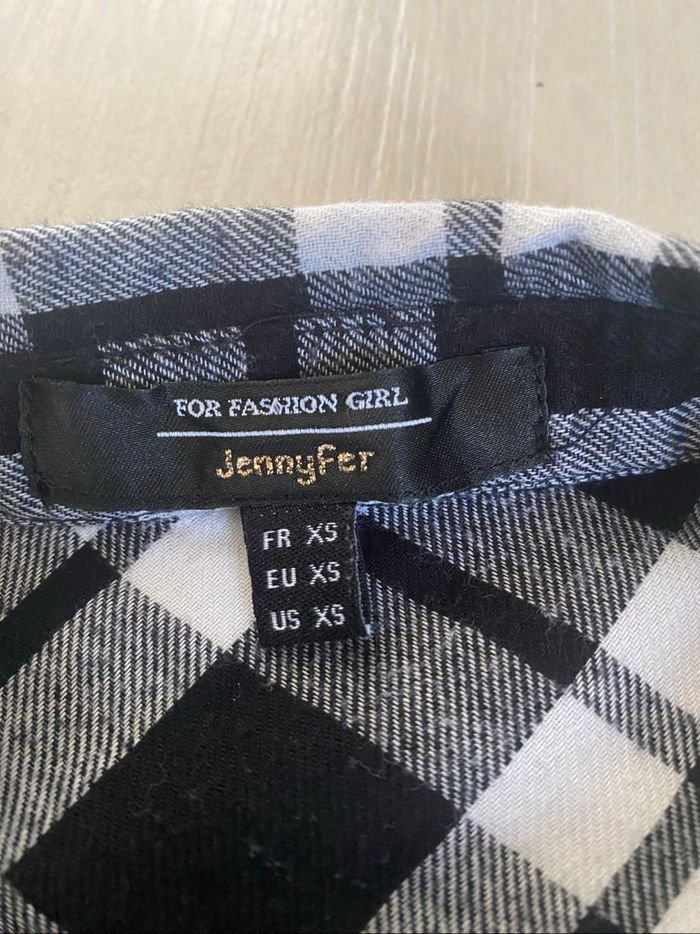 FOR FASHION GIRL
Jennyfer
FR XS
EU XS
US XS